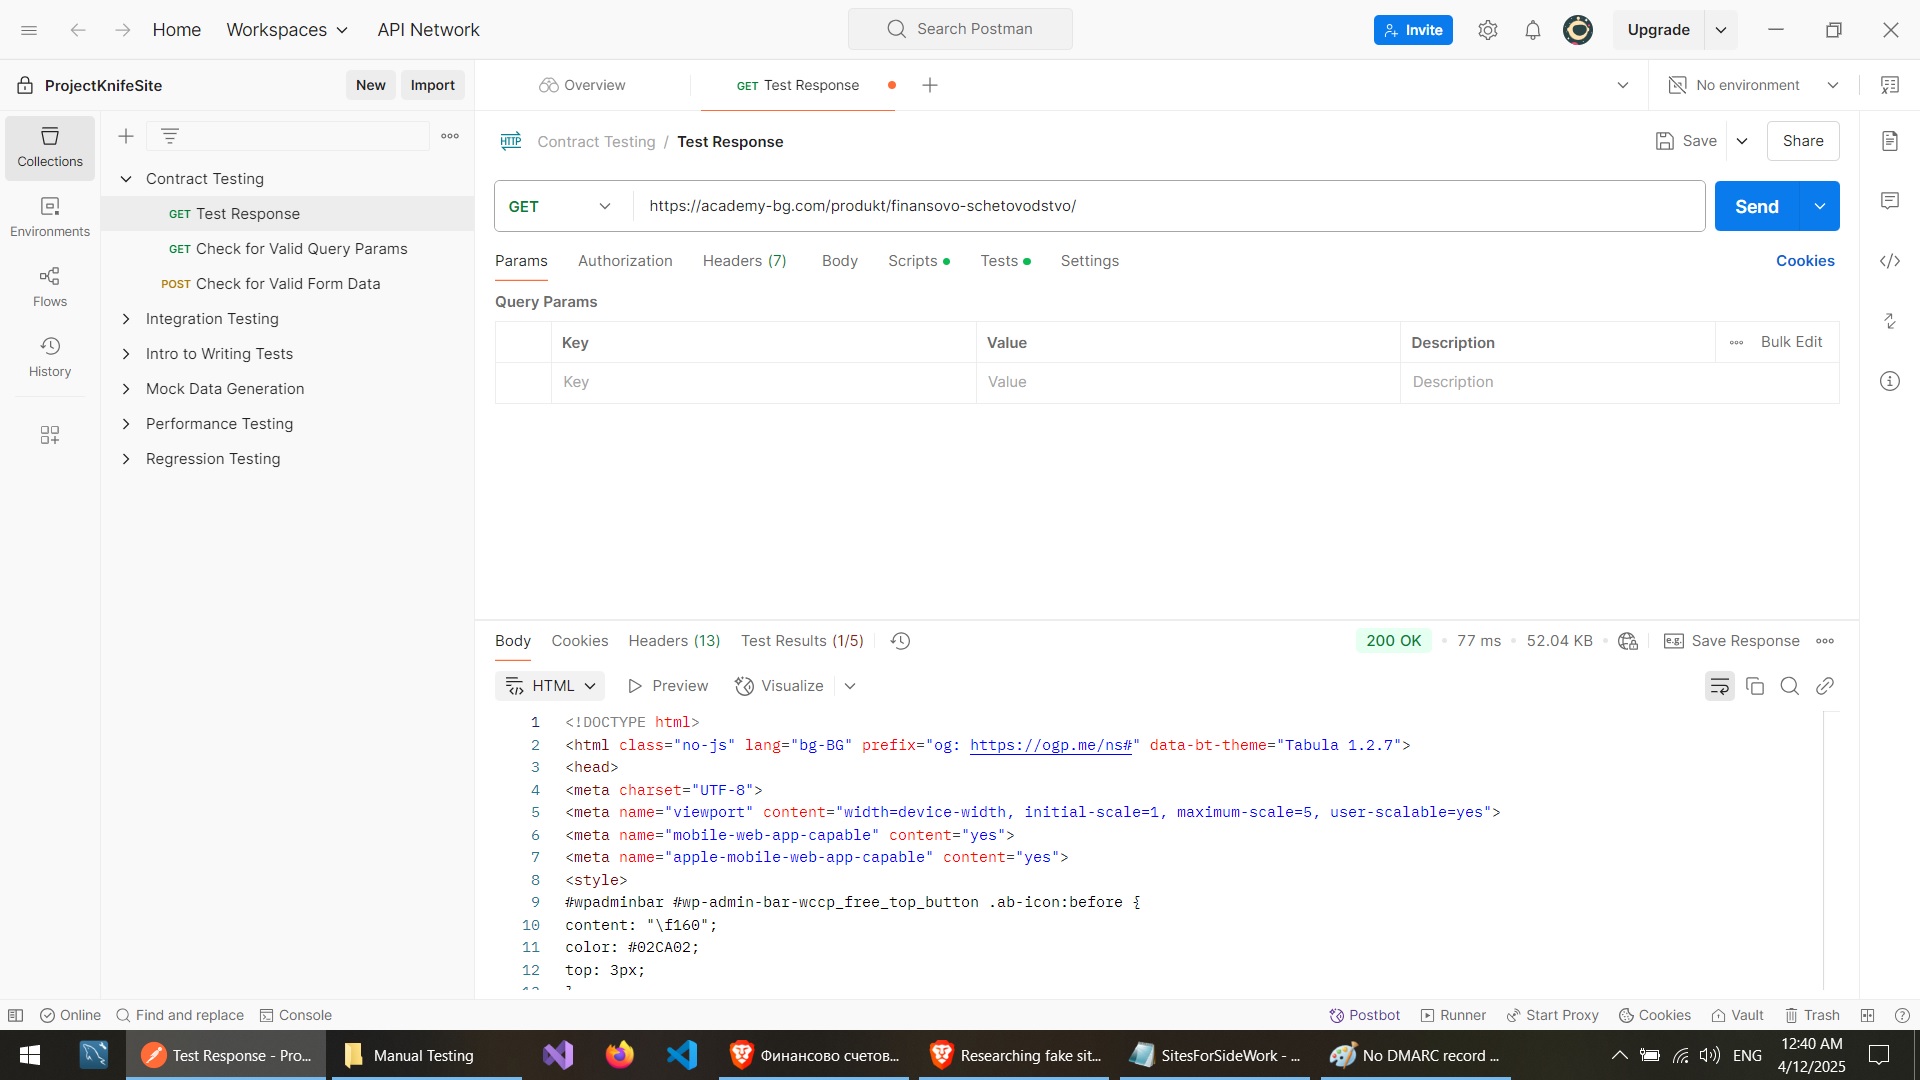 Home
Workspaces
API Network
Search Postman
Invite
Upgrade
ProjectKnifeSite
New
Import
Overview
GET Test Response
No environment
Collections
Environments
Flows
History
Contract Testing
GET Test Response
GET Check for Valid Query Params
POST Check for Valid Form Data
Integration Testing
Intro to Writing Tests
Mock Data Generation
Performance Testing
Regression Testing
HTTP Contract Testing / Test Response
Save
Share
GET
https://academy-bg.com/produkt/finansovo-schetovodstvo/
Send
Params
Authorization
Headers (7)
Body
Scripts
Tests
Settings
Cookies
Query Params
Key
Value
Description
Bulk Edit
Key
Value
Description
Body
Cookies
Headers (13)
Test Results (1/5)
200 OK
77 ms
52.04 KB
e.g. Save Response
HTML
Preview
Visualize
1 <!DOCTYPE html>
2 <html class="no-js" lang="bg-BG" prefix="og: https://ogp.me/ns#" data-bt-theme="Tabula 1.2.7">
3 <head>
4 <meta charset="UTF-8">
5 <meta name="viewport" content="width=device-width, initial-scale=1, maximum-scale=5, user-scalable=yes">
6 <meta name="mobile-web-app-capable" content="yes">
7 <meta name="apple-mobile-web-app-capable" content="yes">
8 <style>
9 #wpadminbar #wp-admin-bar-wccp_free_top_button .ab-icon:before {
10 content: "\f160";
11 color: #02CA02;
12 top: 3px;
Online
Find and replace
Console
Postbot
Runner
Start Proxy
Cookies
Vault
Trash
Test Response - Pro...
Manual Testing
Финансово счетов...
Researching fake sit...
SitesForSideWork - ...
No DMARC record ...
ENG
12:40 AM
4/12/2025